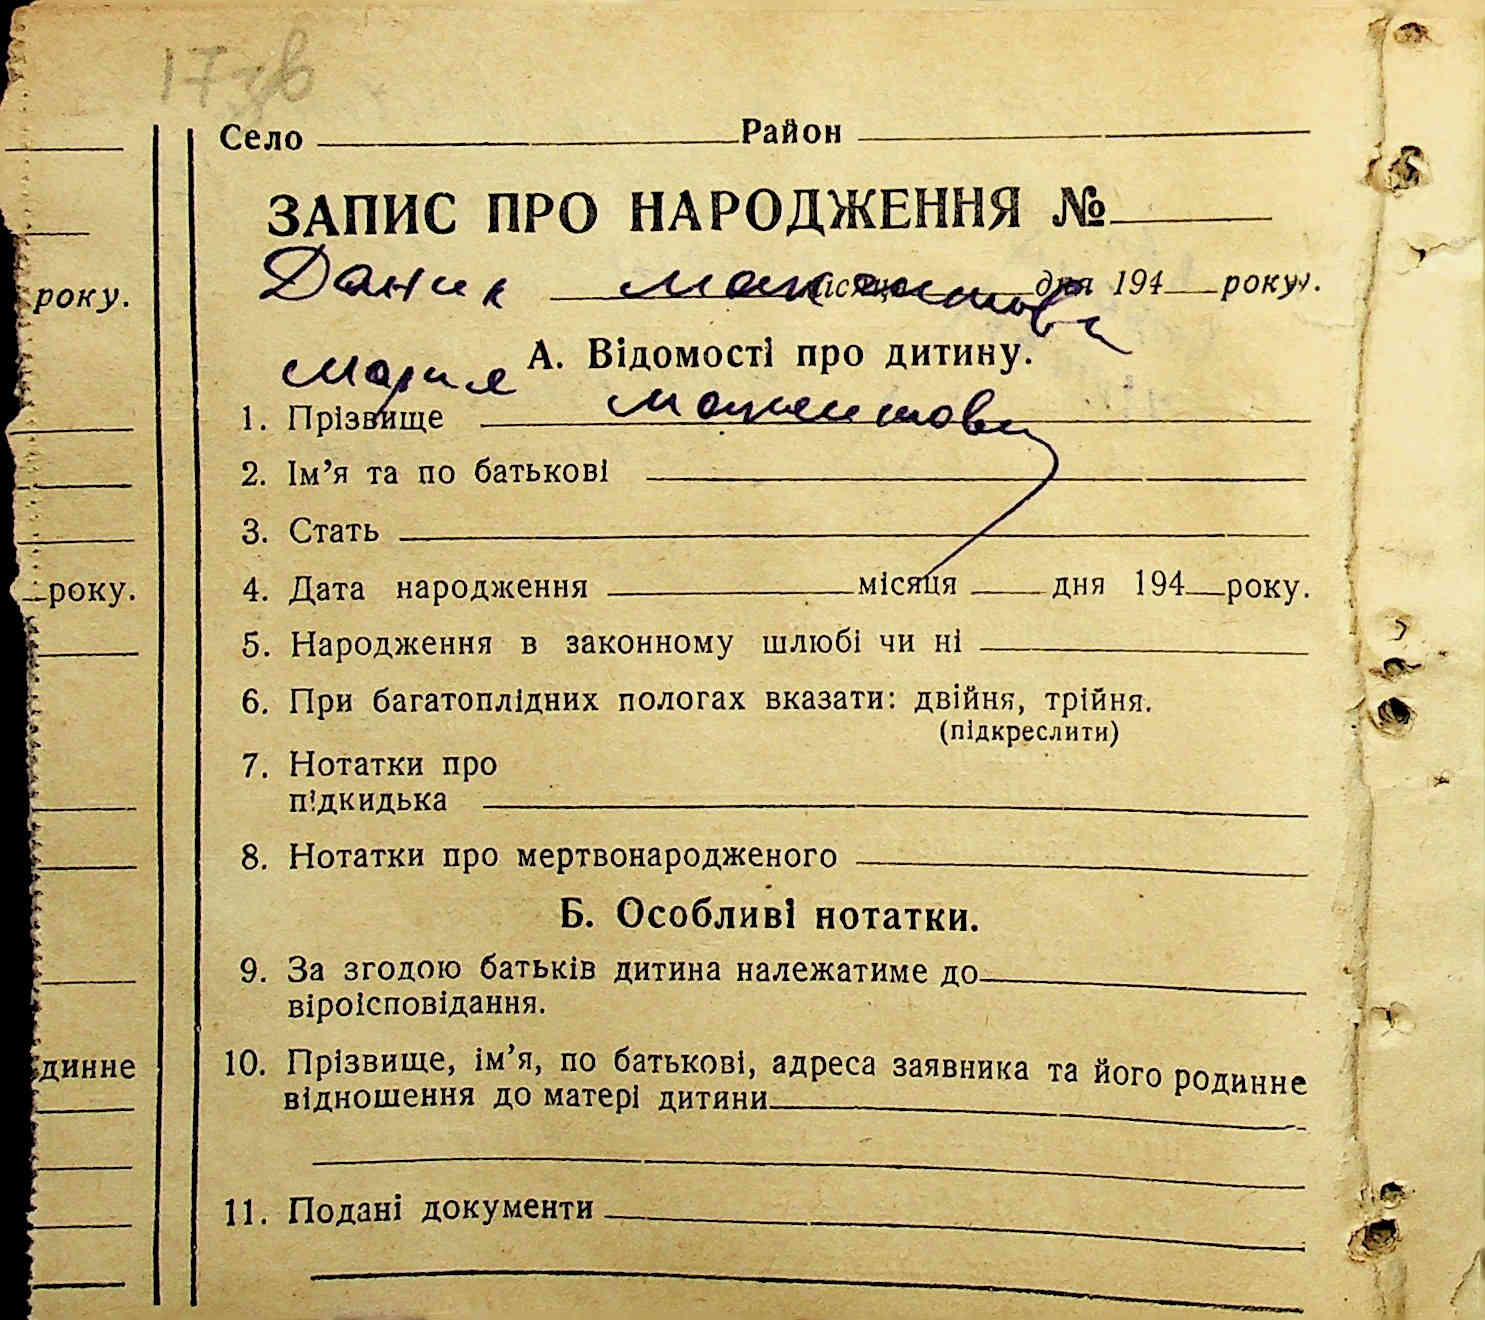 17зв
Село Район
ЗАПИС ПРО НАРОДЖЕННЯ №
Даник
місяця дня 194 року.
року.
А. Відомості про дитину.
Мария
1. Прізвище
2. Ім’я та по батькові
3. Стать
4. Дата народження місяця дня 194 року.
року.
5. Народження в законному шлюбі чи ні
6. При багатоплідних пологах вказати: двійня, трійня.
(підкреслити)
7. Нотатки про
підкидька
8. Нотатки про мертвонародженого
Б. Особливі нотатки.
9. За згодою батьків дитина належатиме до
віроісповідання.
10. Прізвище, ім’я, по батькові, адреса заявника та його родинне
динне
відношення до матері дитини
11. Подані документи